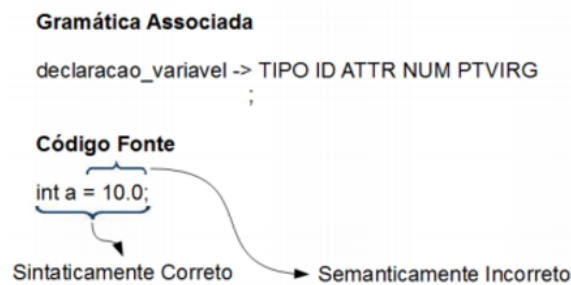 Gramática Associada
declaracao_variavel -> TIPO ID ATTR NUM PTVIRG
;
Código Fonte
int a = 10.0;
Sintaticamente Correto
Semanticamente Incorreto